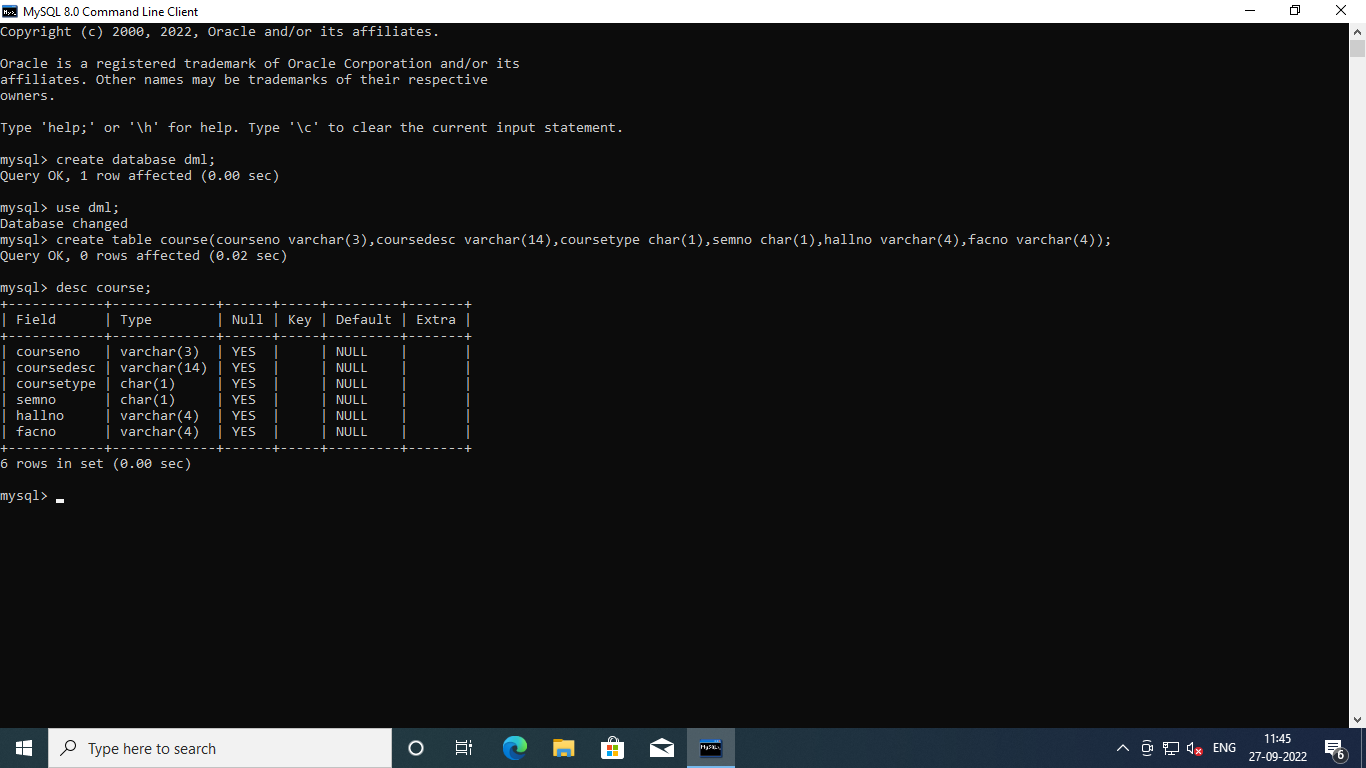 MySQL 8.0 Command Line Client
Copyright (c) 2000, 2022, Oracle and/or its affiliates.
Oracle is a registered trademark of Oracle Corporation and/or its
affiliates. Other names may be trademarks of their respective
owners.
Type 'help;' or '\h' for help. Type '\c' to clear the current input statement.
mysql> create database dml;
Query OK, 1 row affected (0.00 sec)
mysql> use dml;
Database changed
mysql> create table course(courseno varchar(3),coursedesc varchar(14),coursetype char(1),semno char(1),hallno varchar(4),facno varchar(4));
Query OK, 0 rows affected (0.02 sec)
mysql> desc course;
+------------+-------------+------+-----+---------+-------+
| Field      | Type        | Null | Key | Default | Extra |
+------------+-------------+------+-----+---------+-------+
| courseno   | varchar(3)  | YES  |     | NULL    |       |
| coursedesc | varchar(14) | YES  |     | NULL    |       |
| coursetype | char(1)     | YES  |     | NULL    |       |
| semno      | char(1)     | YES  |     | NULL    |       |
| hallno     | varchar(4)  | YES  |     | NULL    |       |
| facno      | varchar(4)  | YES  |     | NULL    |       |
+------------+-------------+------+-----+---------+-------+
6 rows in set (0.00 sec)
mysql>
Type here to search
MySQL
ENG
11:45
27-09-2022
6